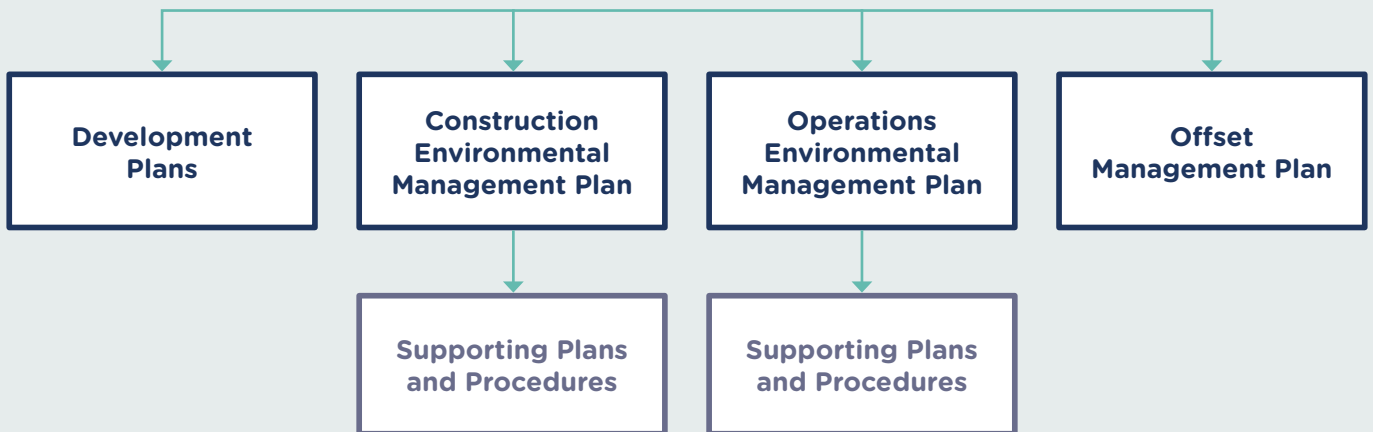 Development
Plans
Construction
Environmental
Management Plan
Operations
Environmental
Management Plan
Offset
Management Plan
Supporting Plans
and Procedures
Supporting Plans
and Procedures